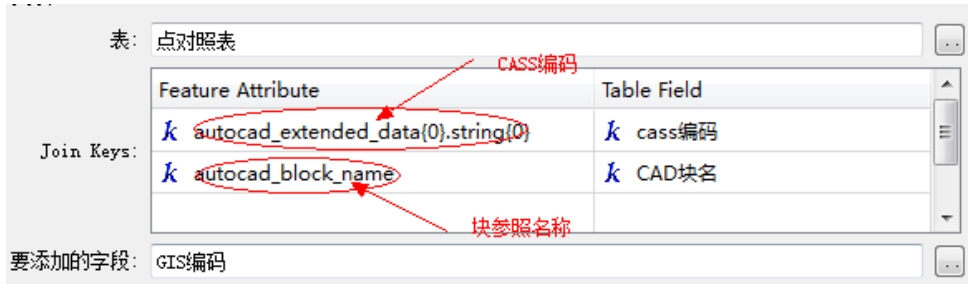 表: 点对照表 ..
CASS编码
Feature Attribute Table Field
k autocad_extended_data{0}.string{0} k cass编码
Join Keys:
k autocad_block_name k CAD块名
块参照名称
要添加的字段: GIS编码 ..